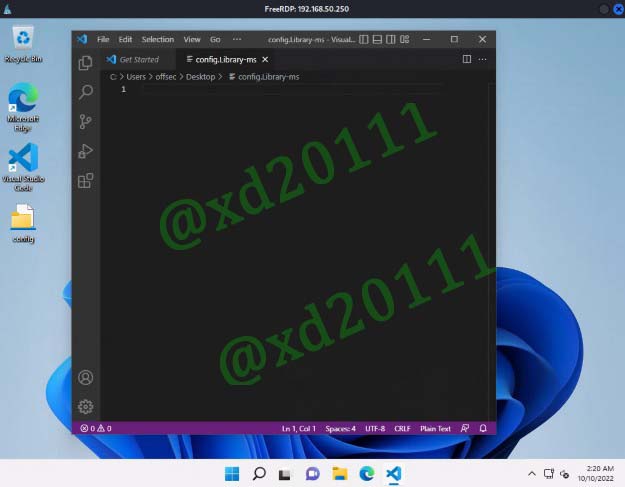 FreeRDP: 192.168.50.250
Recycle Bin
File Edit Selection View Go ··· config.Library-ms - Visual...
Get Started config.Library-ms
C: > Users > offsec > Desktop > config.Library-ms
1
Microsoft
Edge
Visual Studio
Code
config
@xd20111
@xd20111
0 0 Ln 1, Col 1 Spaces: 4 UTF-8 CRLF Plain Text
2:20 AM
10/10/2022